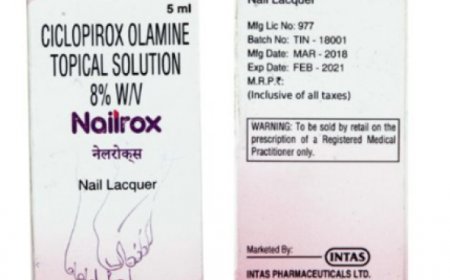 5 ml
CICLOPIROX OLAMINE
TOPICAL SOLUTION
8% W/V
Nailrox
नेलरोक्स
Nail Lacquer
Nail Lacquer
Mfg Lic No: 977
Batch No: TIN - 18001
Mfg Date: MAR - 2018
Exp Date: FEB - 2021
M.R.P.₹:
(Inclusive of all taxes)
WARNING: To be sold by retail on the
prescription of a Registered Medical
Practitioner only.
Marketed By:
INTAS
INTAS PHARMACEUTICALS LTD.